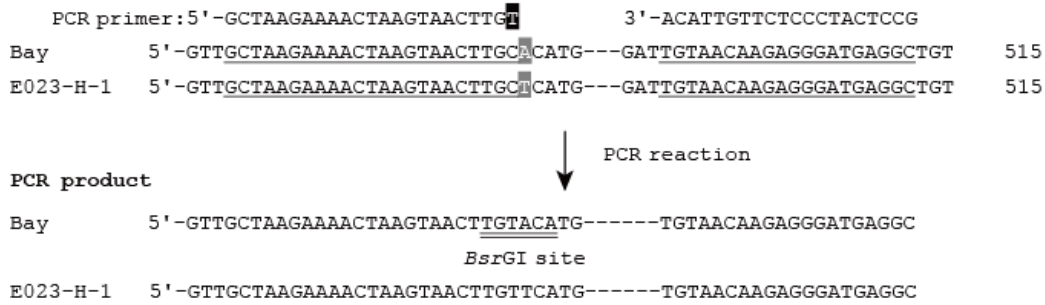 PCR primer: 5'-GCTAAGAAAACTAAGTAACTTGT 3'-ACATTGTTCTCCCTACTCCG
Bay 5'-GTTGCTAAGAAAACTAAGTAACTTGCACATG---GATTGTAACAAGAGGGATGAGGCTGT 515
E023-H-1 5'-GTTGCTAAGAAAACTAAGTAACTTGCTCATG---GATTGTAACAAGAGGGATGAGGCTGT 515
PCR reaction
PCR product
Bay 5'-GTTGCTAAGAAAACTAAGTAACTTGTACATG------TGTAACAAGAGGGATGAGGC
BsrGI site
E023-H-1 5'-GTTGCTAAGAAAACTAAGTAACTTGTTCATG------TGTAACAAGAGGGATGAGGC